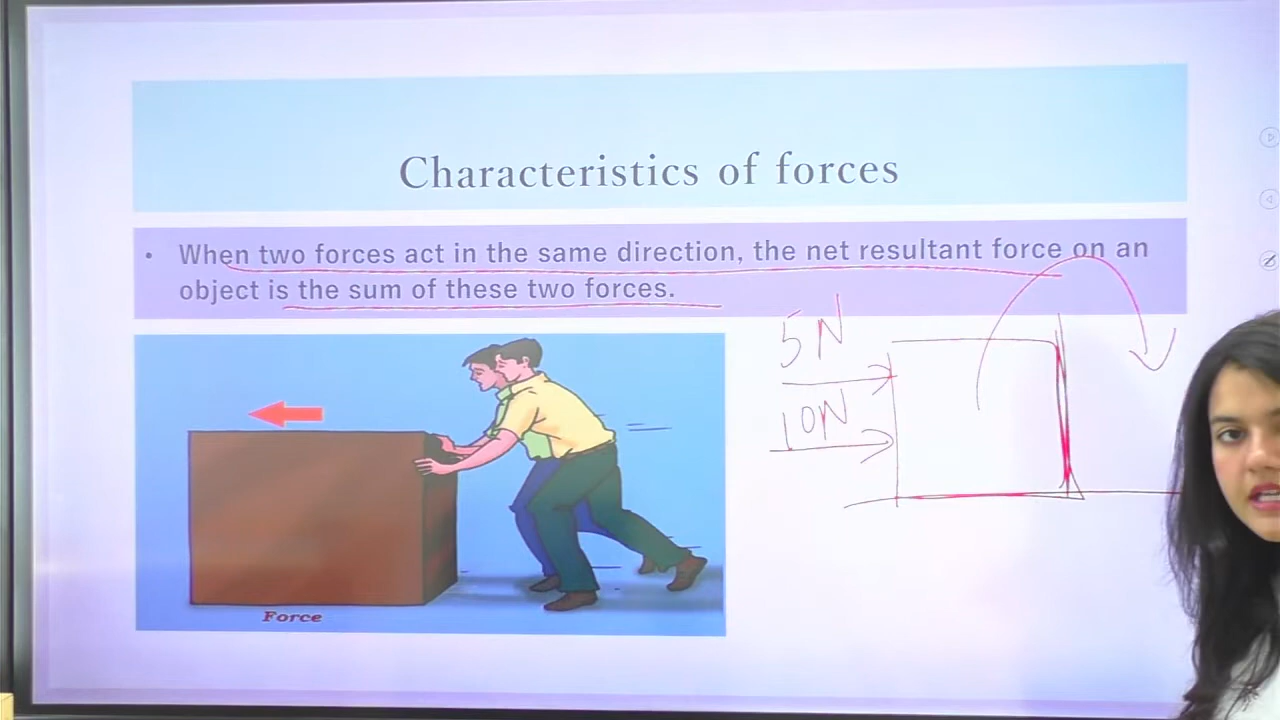 Characteristics of forces
• When two forces act in the same direction, the net resultant force on an
object is the sum of these two forces.
5N
10N
Force